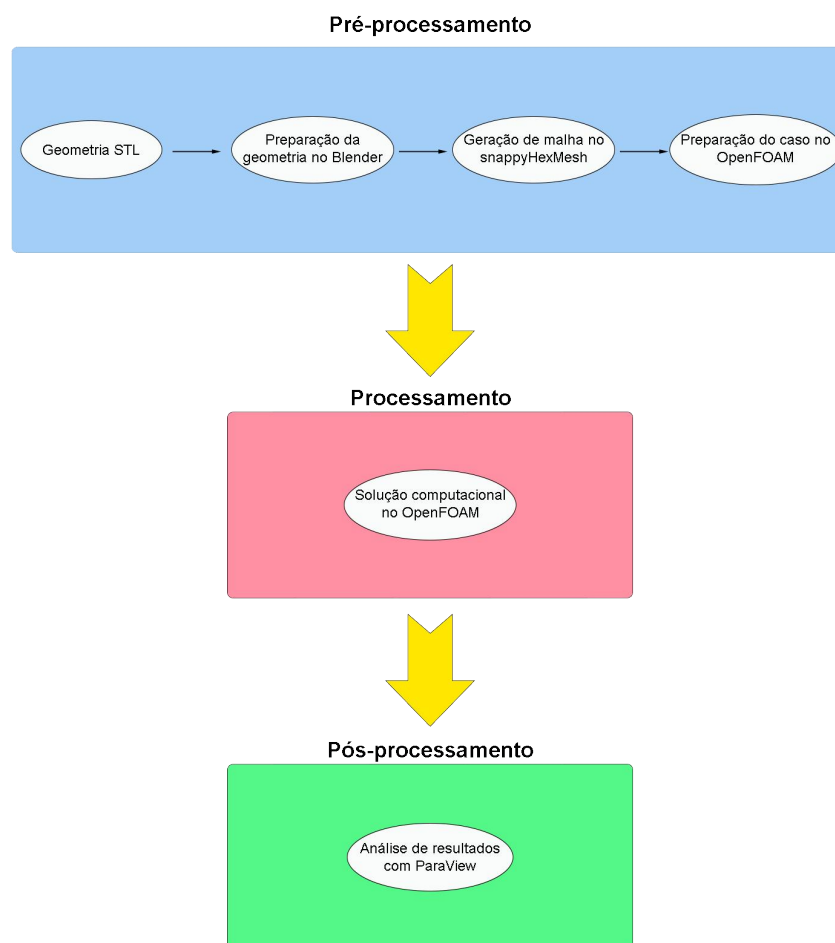 Pré-processamento
Geometria STL
Preparação da
geometria no Blender
Geração de malha no
snappyHexMesh
Preparação do caso no
OpenFOAM
Processamento
Solução computacional
no OpenFOAM
Pós-processamento
Análise de resultados
com ParaView